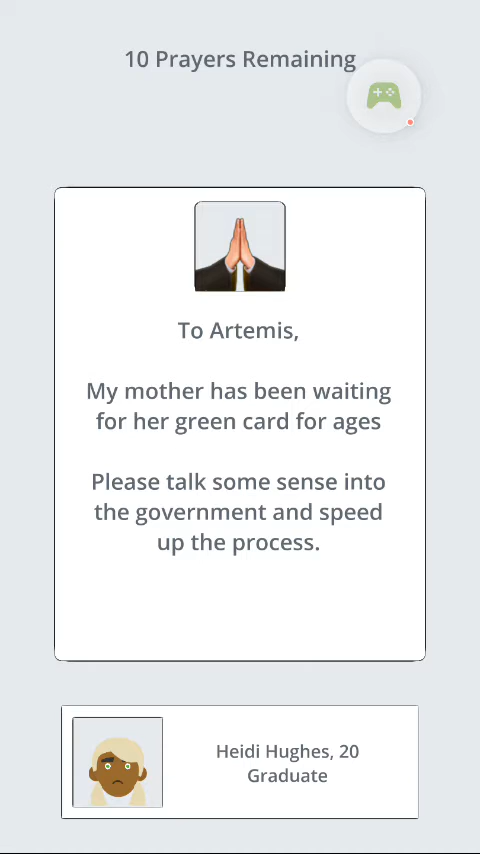 10 Prayers Remaining
To Artemis,
My mother has been waiting
for her green card for ages
Please talk some sense into
the government and speed
up the process.
Heidi Hughes, 20
Graduate